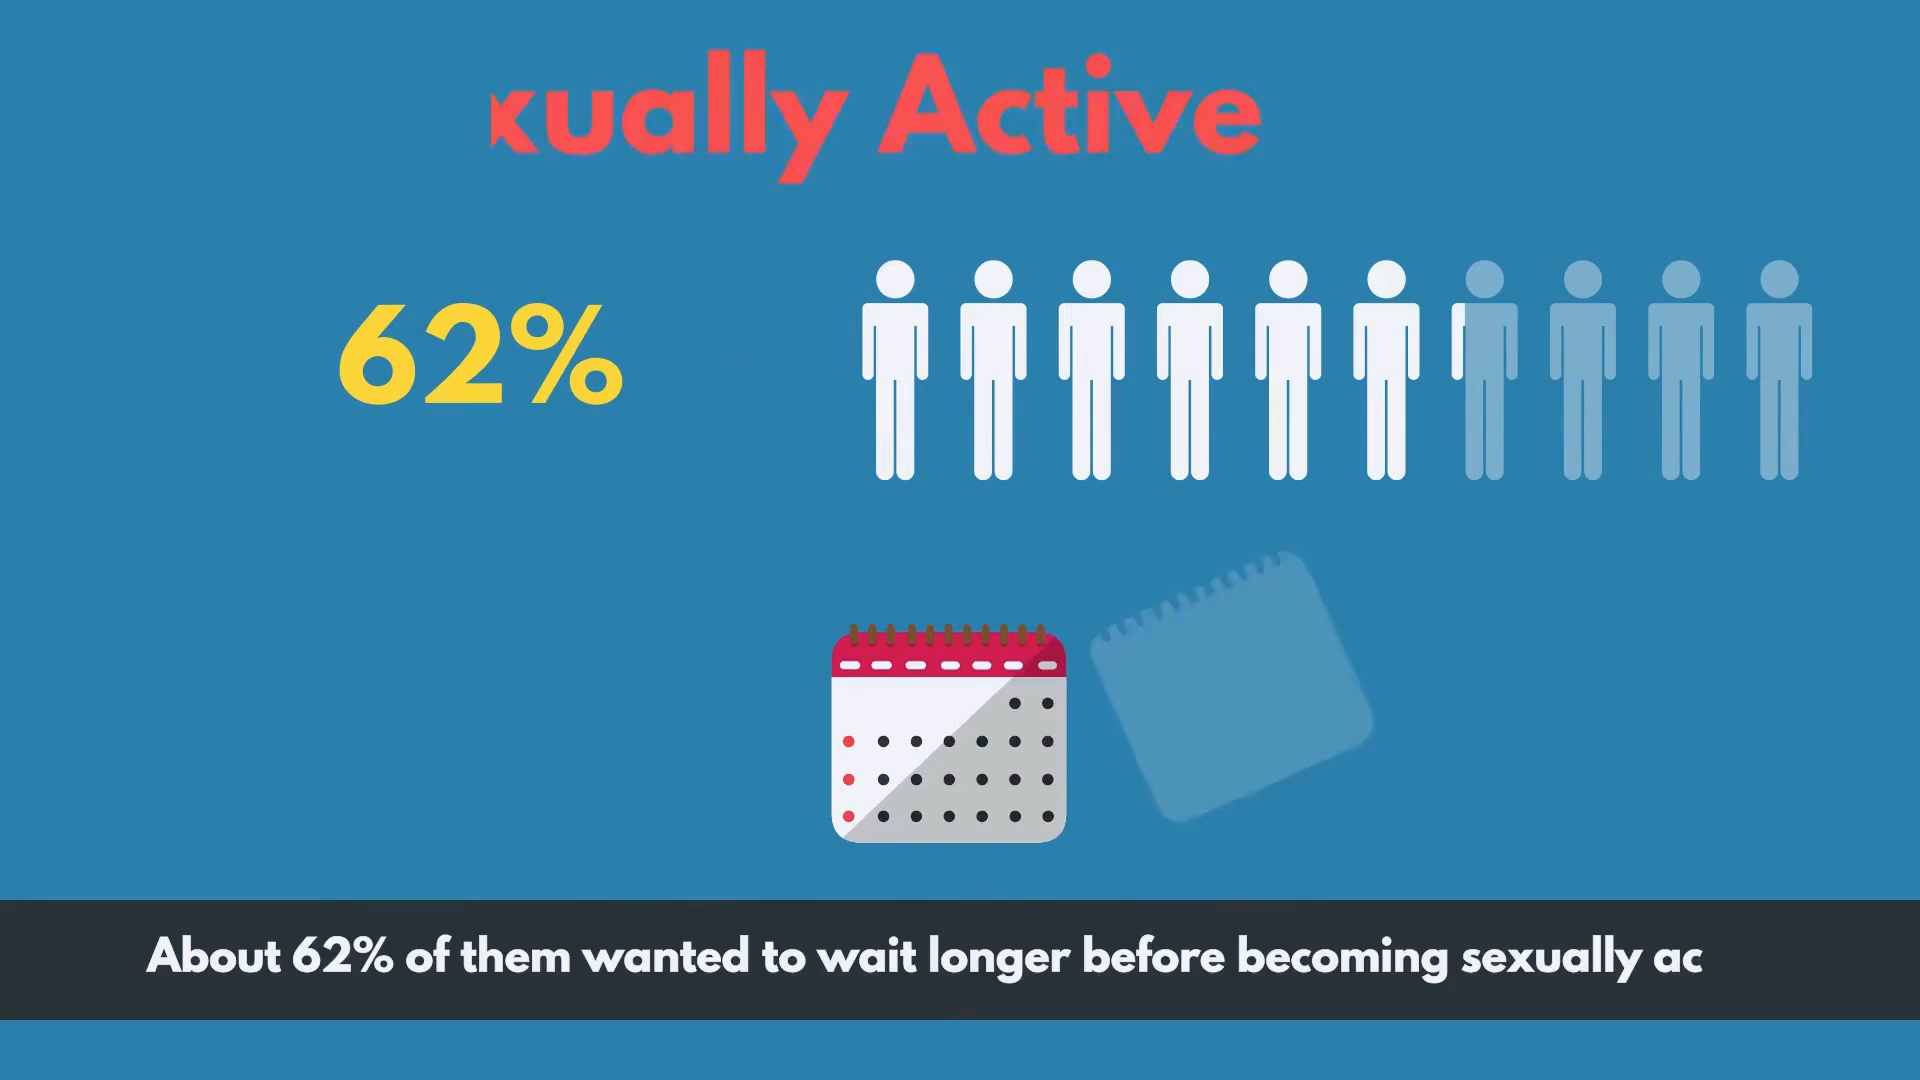 xually Active
62%
About 62% of them wanted to wait longer before becoming sexually ac